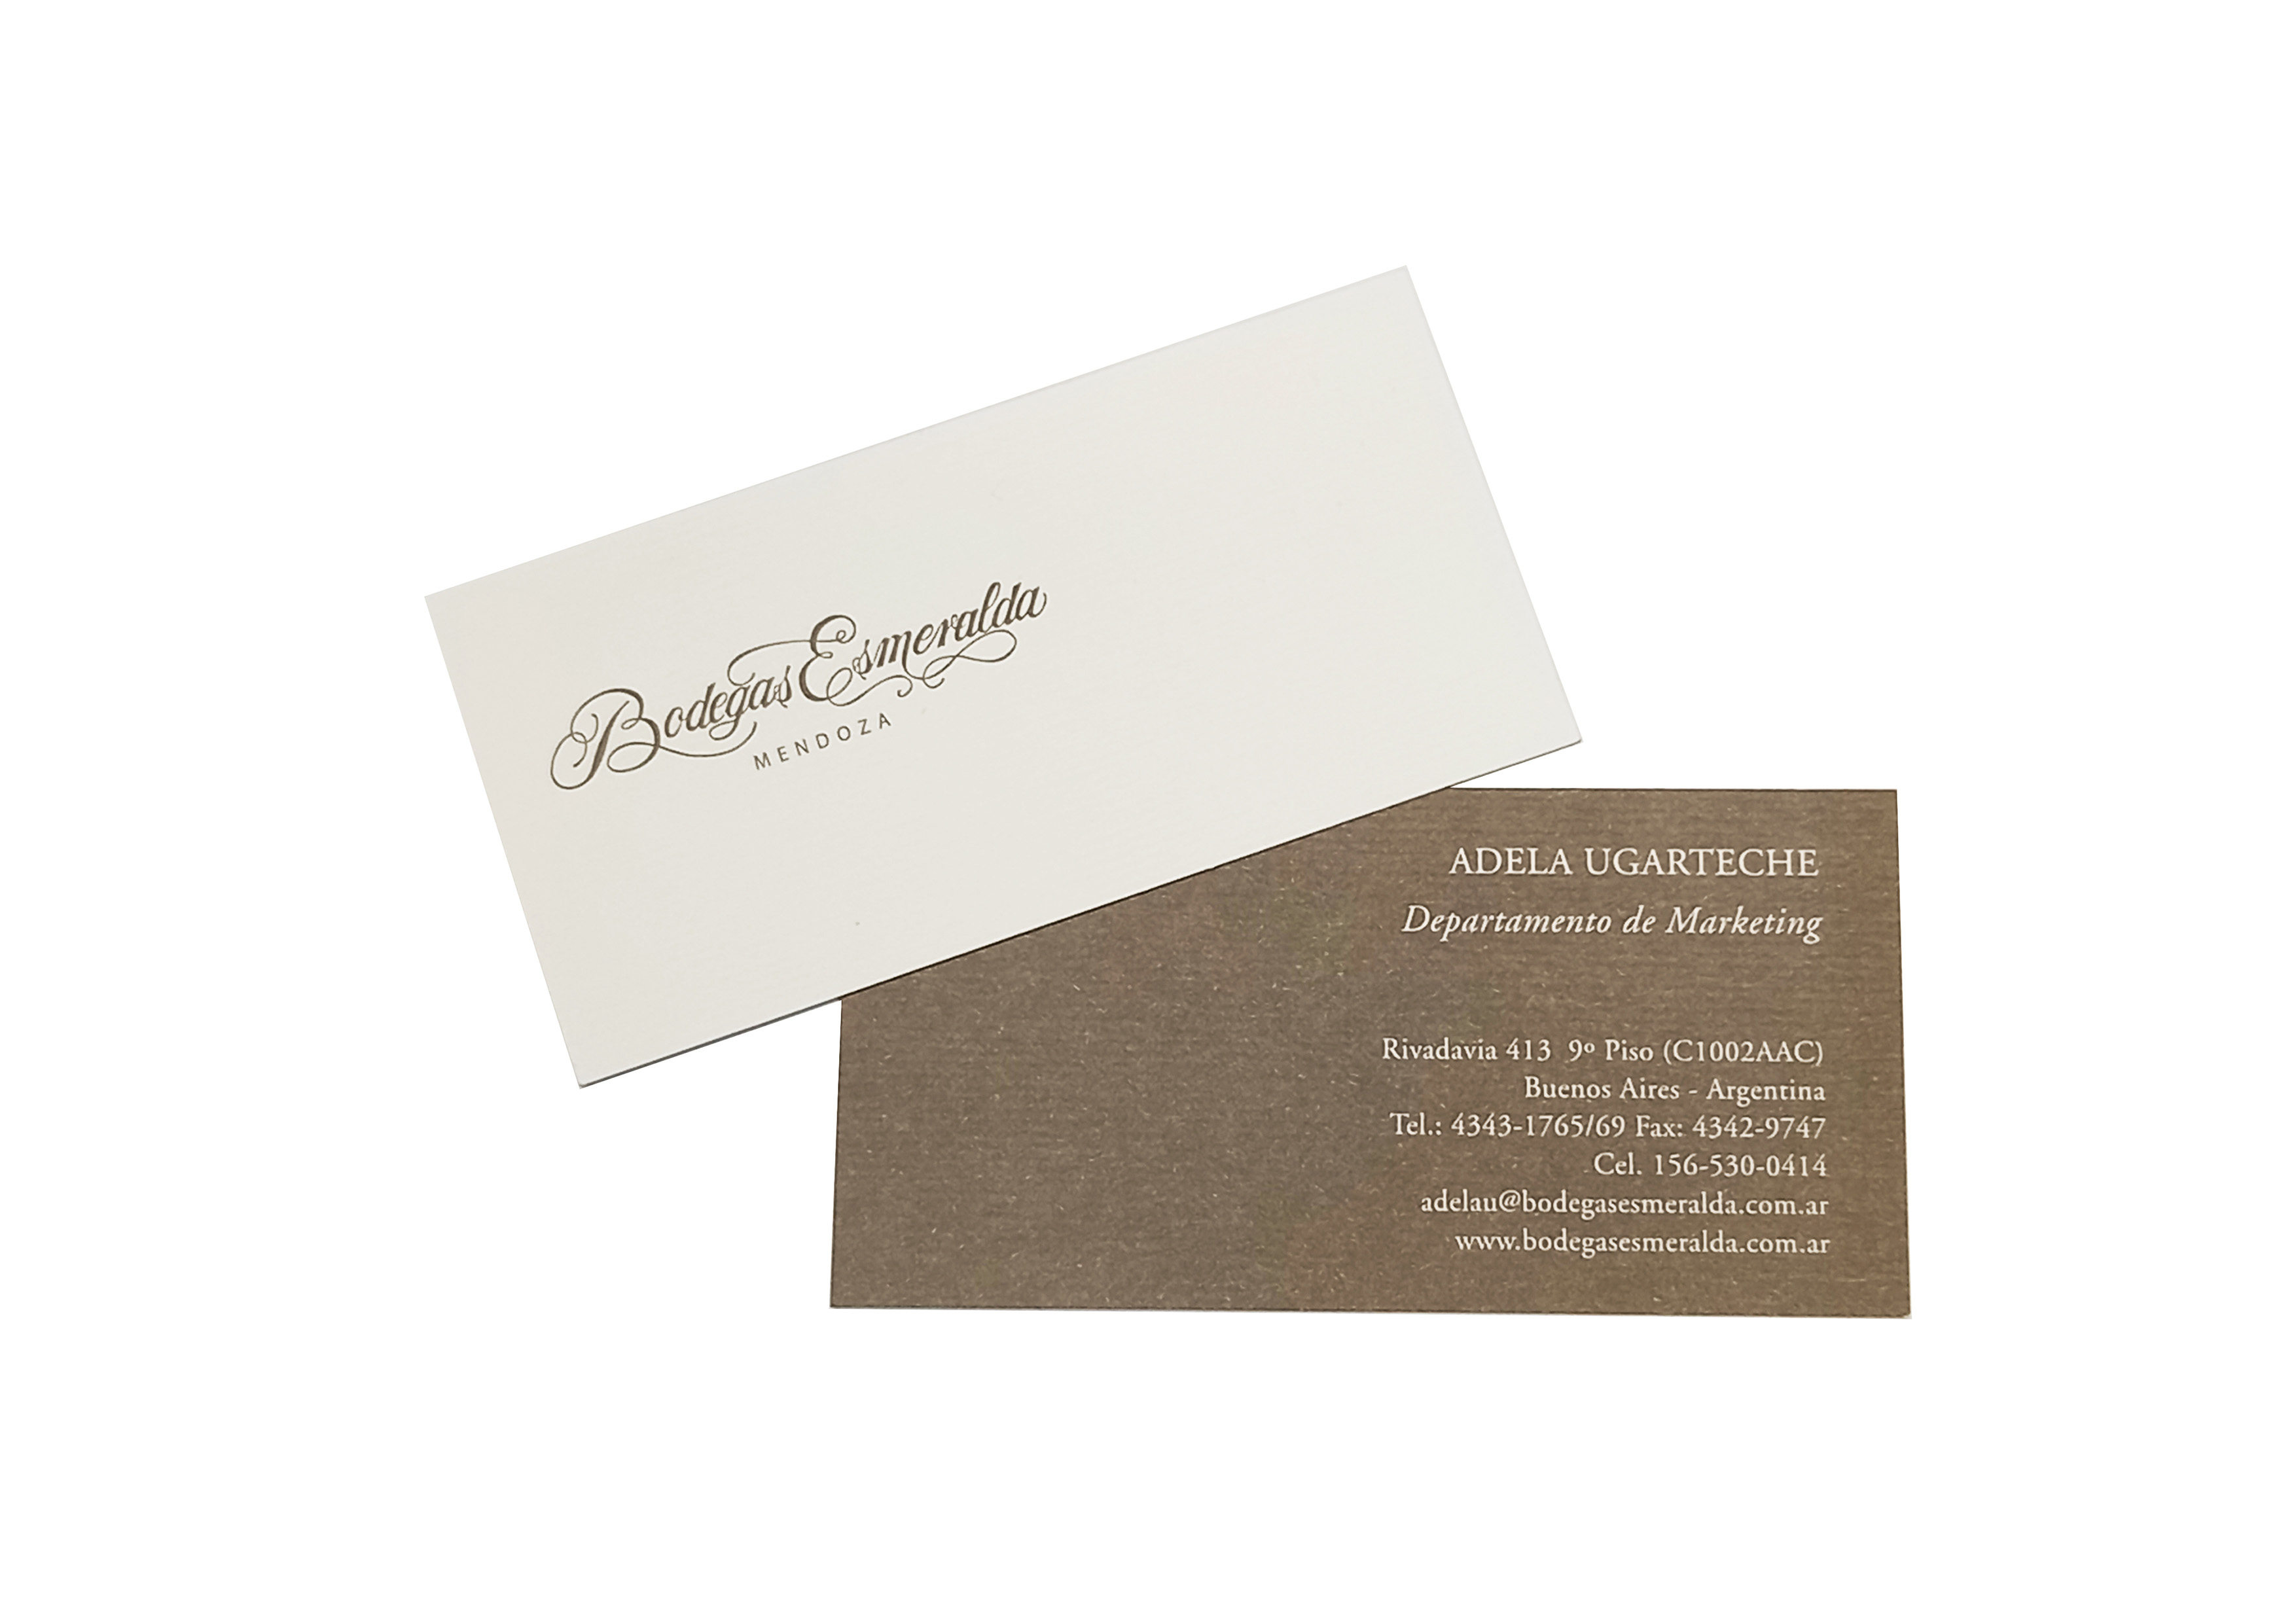 Bodegas Esmeralda
MENDOZA
ADELA UGARTECHE
Departamento de Marketing
Rivadavia 413 9º Piso (C1002AAC)
Buenos Aires - Argentina
Tel.: 4343-1765/69 Fax: 4342-9747
Cel. 156-530-0414
adelau@bodegasesmeralda.com.ar
www.bodegasesmeralda.com.ar